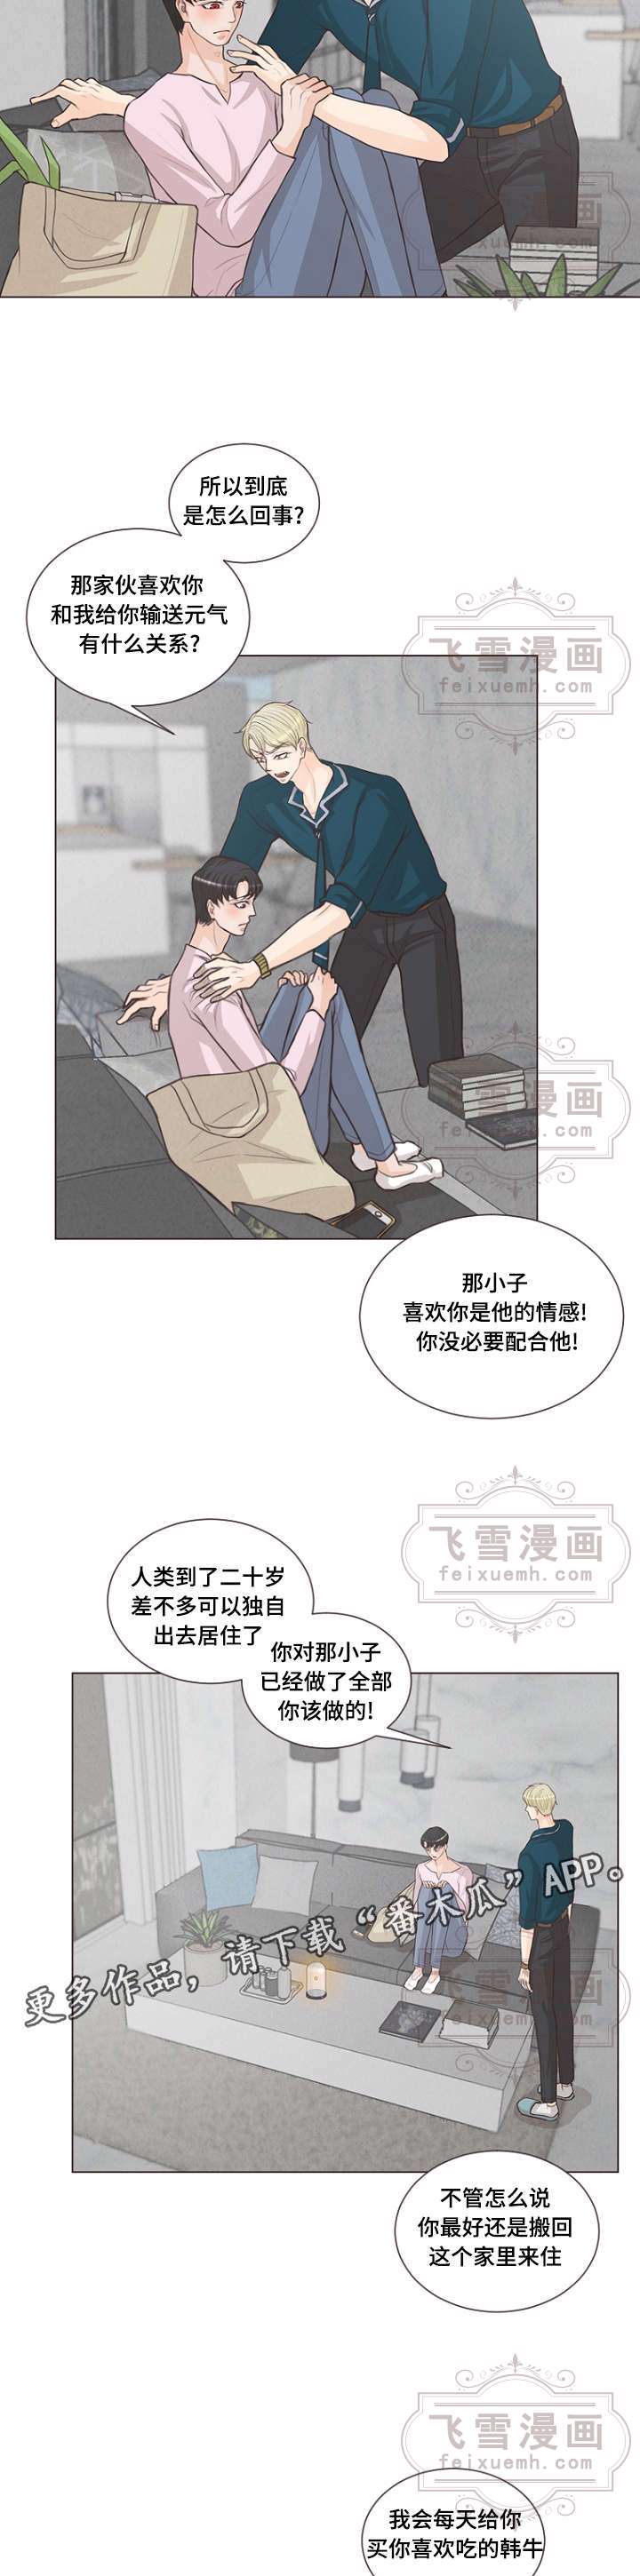 飞雪漫画
feixuemh.com
所以到底
是怎么回事?
那家伙喜欢你
和我给你输送元气
有什么关系?
飞雪漫画
feixuemh.com
飞雪漫画
feixuemh.com
那小子
喜欢你是他的情感!
你没必要配合他!
飞雪漫画
feixuemh.com
人类到了二十岁
差不多可以独自
出去居住了
你对那小子
已经做了全部
你该做的!
更多作品，请下载“番木瓜”APP。
飞雪漫画
feixuemh.com
不管怎么说
你最好还是搬回
这个家里来住
飞雪漫画
feixuemh.com
我会每天给你
买你喜欢吃的韩牛